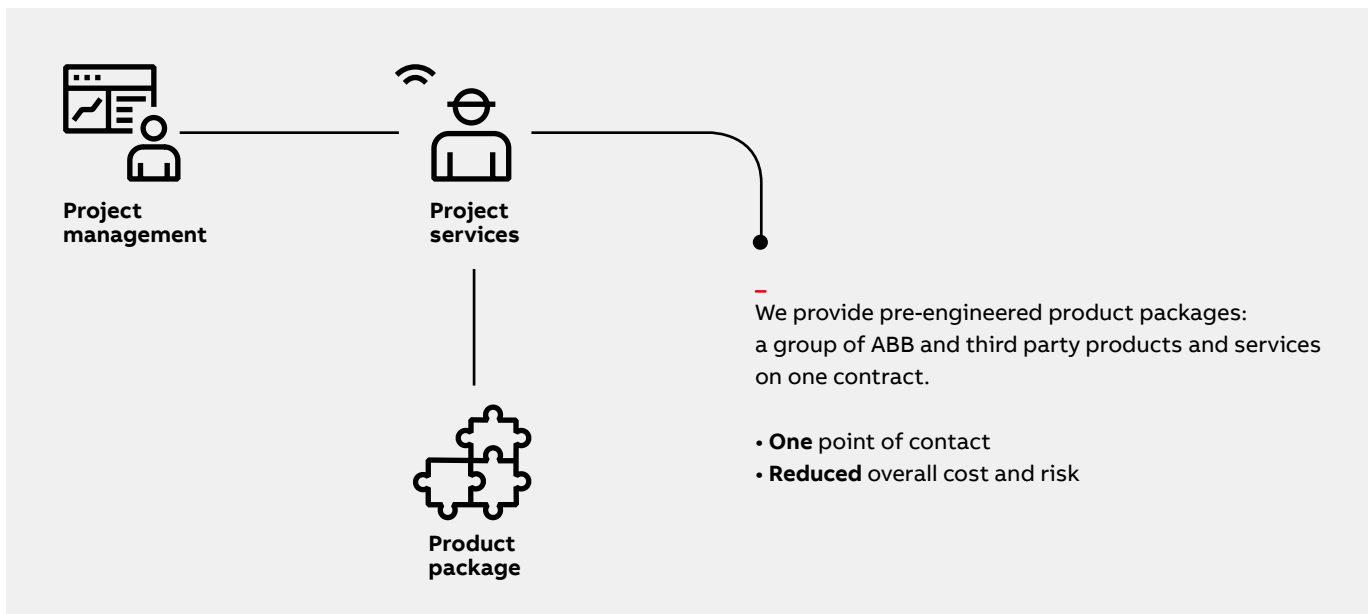 Project
management
Project
services
We provide pre-engineered product packages:
a group of ABB and third party products and services
on one contract.
• One point of contact
• Reduced overall cost and risk
Product
package